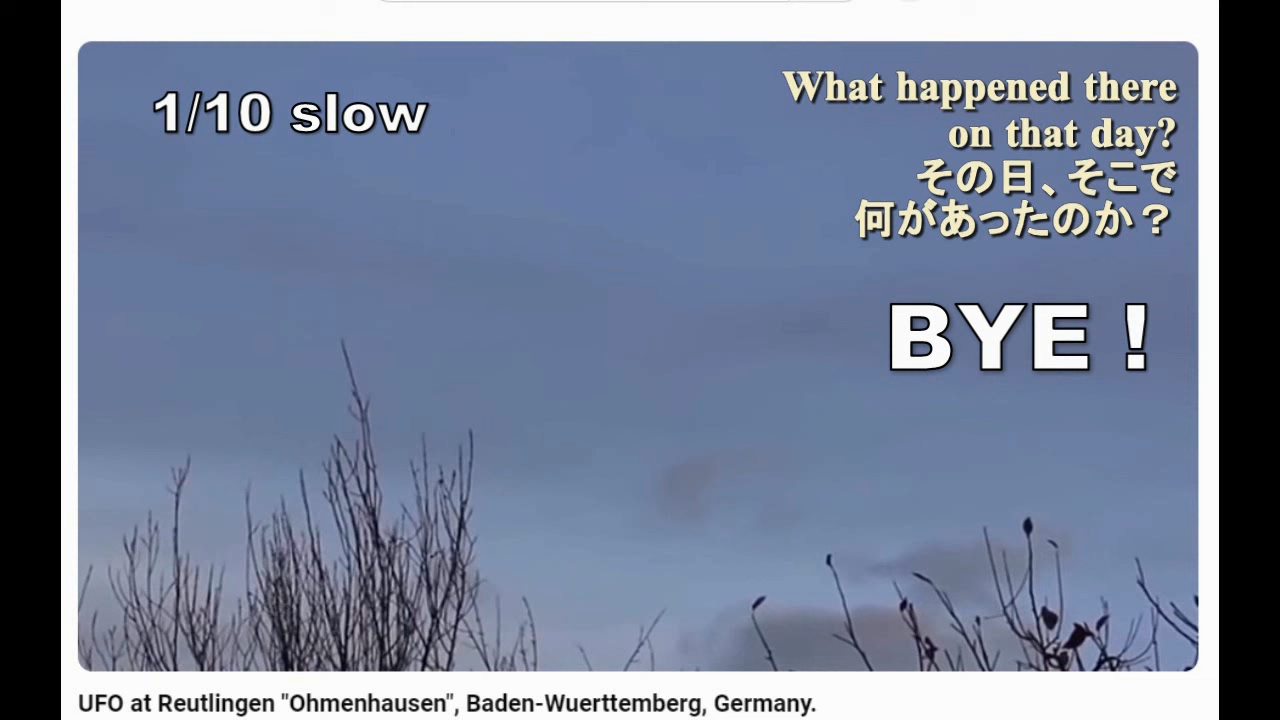 1/10 slow
What happened there
on that day?
その日、そこで
何があったのか？
BYE !
UFO at Reutlingen "Ohmenhausen", Baden-Wuerttemberg, Germany.